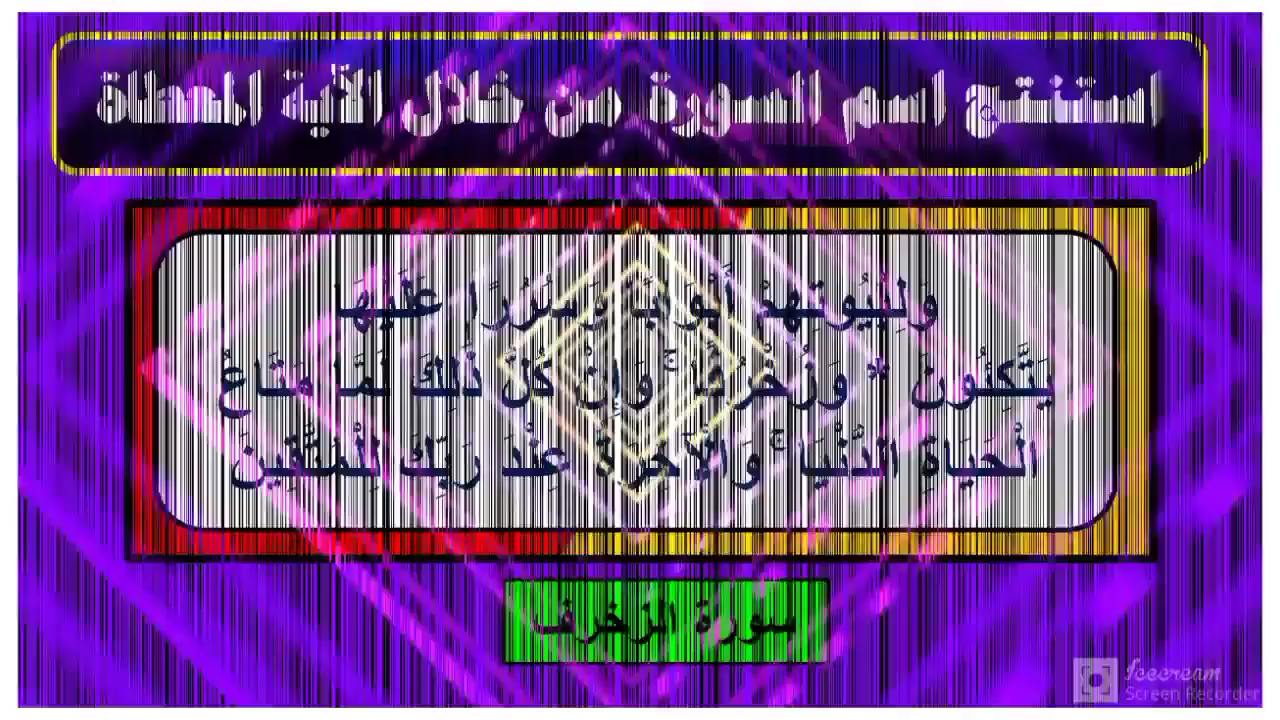 استنتج اسم السورة من خلال الآية المعطاة
وَلِبُيُوتِهِمْ أَبْوَابًا وَسُرُرًا عَلَيْهَا
يَتَّكِئُونَ * وَزُخْرُفًا ۚ وَإِنْ كُلُّ ذَٰلِكَ لَمَّا مَتَاعُ
الْحَيَاةِ الدُّنْيَا ۚ وَالْآخِرَةُ عِنْدَ رَبِّكَ لِلْمُتَّقِينَ
سورة الزخرف
Icecream
Screen Recorder